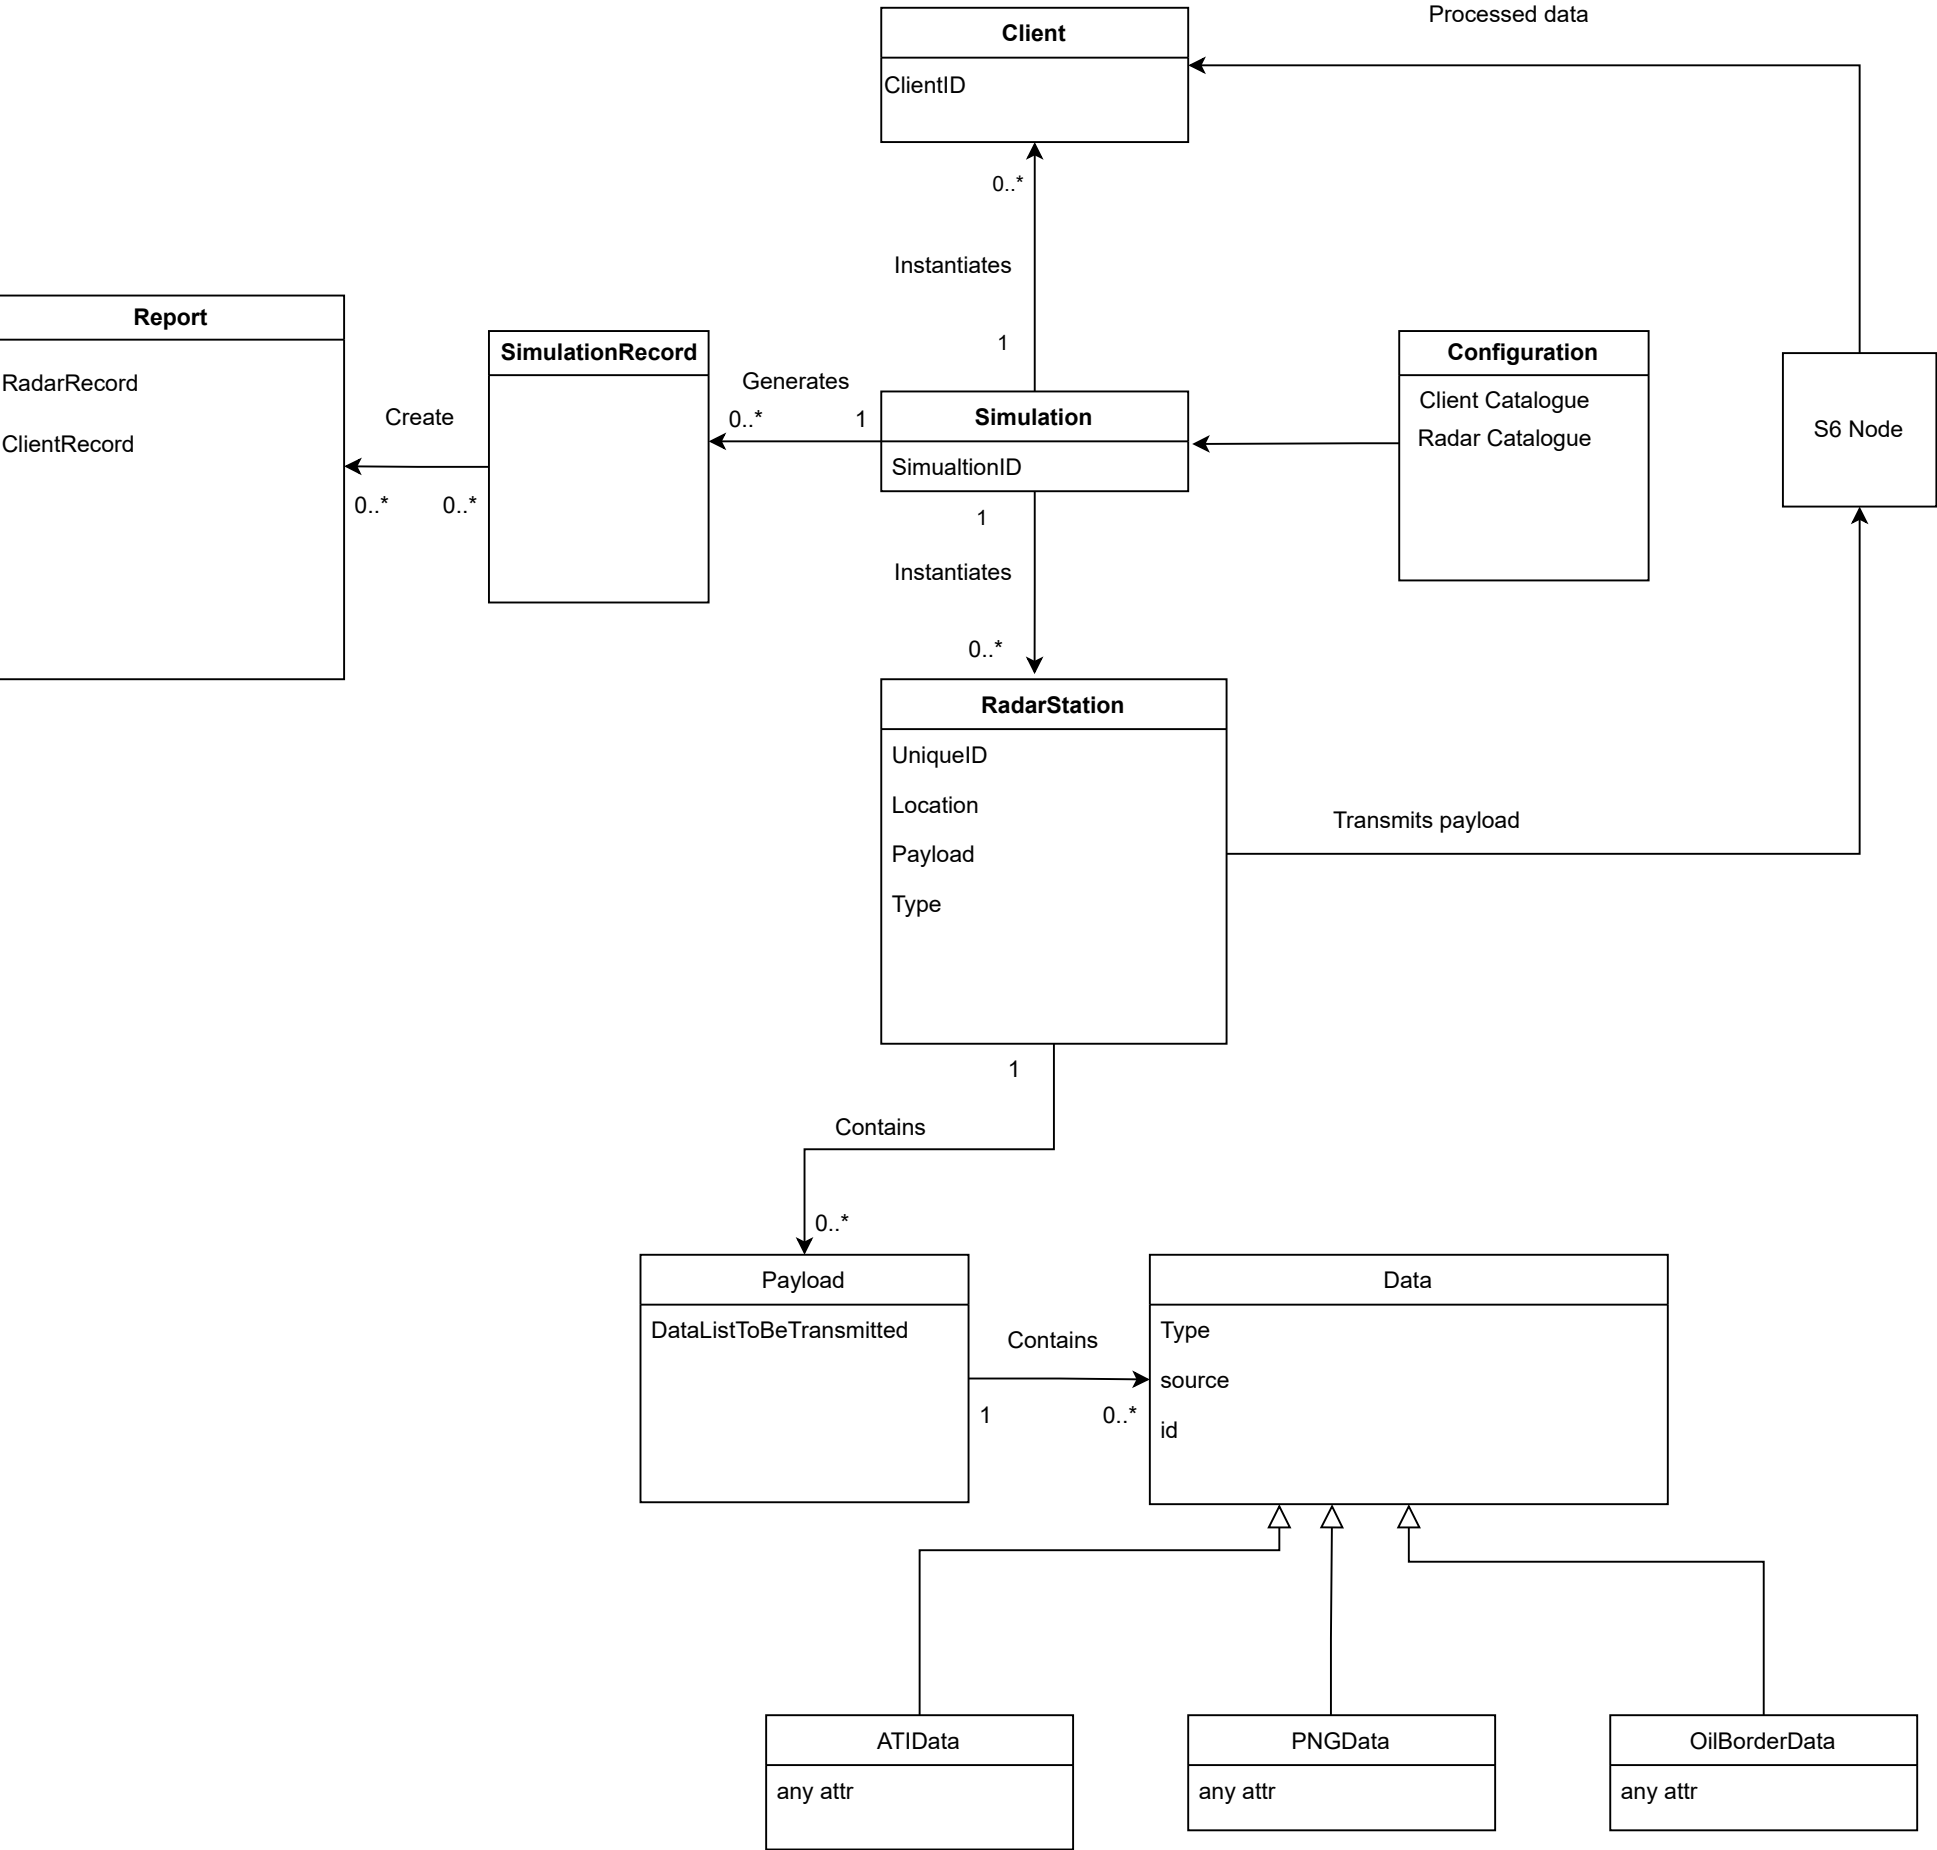 Processed data
Client
ClientID
0..*
Instantiates
1
Report
RadarRecord
ClientRecord
Create
0..*
0..*
SimulationRecord
Generates
0..*
1
Simulation
SimualtionID
Configuration
Client Catalogue
Radar Catalogue
S6 Node
1
Instantiates
0..*
RadarStation
UniqueID
Location
Payload
Type
Transmits payload
1
Contains
0..*
Payload
DataListToBeTransmitted
Contains
1
0..*
Data
Type
source
id
ATIData
any attr
PNGData
any attr
OilBorderData
any attr